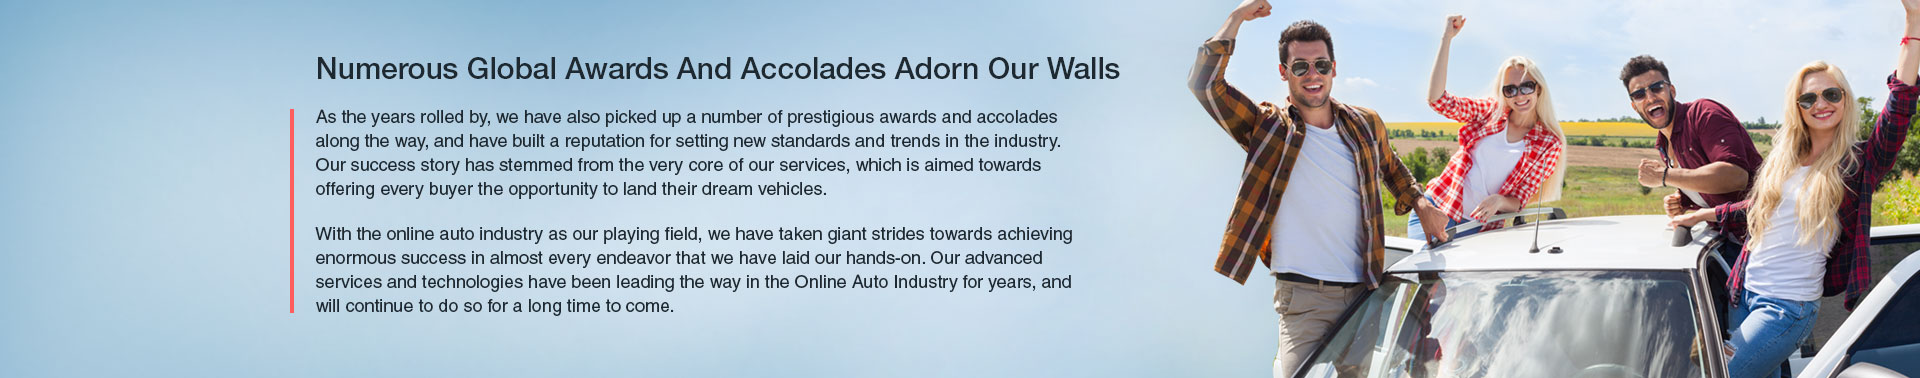 Numerous Global Awards And Accolades Adorn Our Walls
As the years rolled by, we have also picked up a number of prestigious awards and accolades
along the way, and have built a reputation for setting new standards and trends in the industry.
Our success story has stemmed from the very core of our services, which is aimed towards
offering every buyer the opportunity to land their dream vehicles.
With the online auto industry as our playing field, we have taken giant strides towards achieving
enormous success in almost every endeavor that we have laid our hands-on. Our advanced
services and technologies have been leading the way in the Online Auto Industry for years, and
will continue to do so for a long time to come.